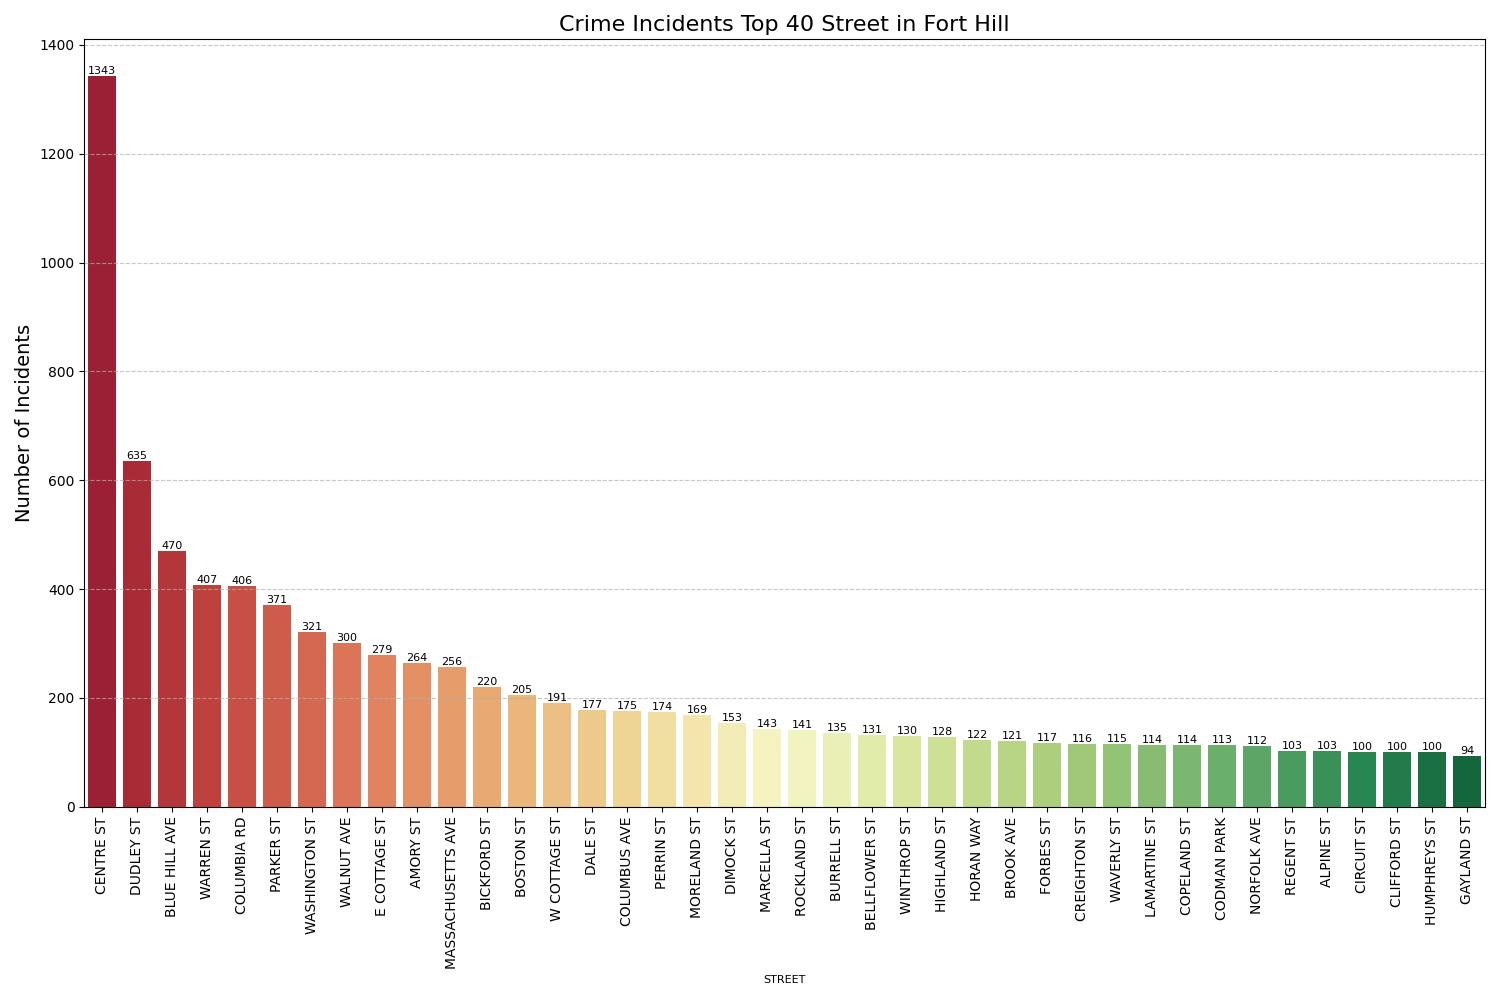 Crime Incidents Top 40 Street in Fort Hill
Number of Incidents
1400
1200
1000
800
600
400
200
0
1343
635
470
407
406
371
321
300
279
264
256
220
205
191
177
175
174
169
153
143
141
135
131
130
128
122
121
117
116
115
114
114
113
112
103
103
100
100
100
94
CENTRE ST
DUDLEY ST
BLUE HILL AVE
WARREN ST
COLUMBIA RD
PARKER ST
WASHINGTON ST
WALNUT AVE
E COTTAGE ST
AMORY ST
MASSACHUSETTS AVE
BICKFORD ST
BOSTON ST
W COTTAGE ST
DALE ST
COLUMBUS AVE
PERRIN ST
MORELAND ST
DIMOCK ST
MARCELLA ST
ROCKLAND ST
BURRELL ST
BELLFLOWER ST
WINTHROP ST
HIGHLAND ST
HORAN WAY
BROOK AVE
FORBES ST
CREIGHTON ST
WAVERLY ST
LAMARTINE ST
COPELAND ST
CODMAN PARK
NORFOLK AVE
REGENT ST
ALPINE ST
CIRCUIT ST
CLIFFORD ST
HUMPHREYS ST
GAYLAND ST
STREET